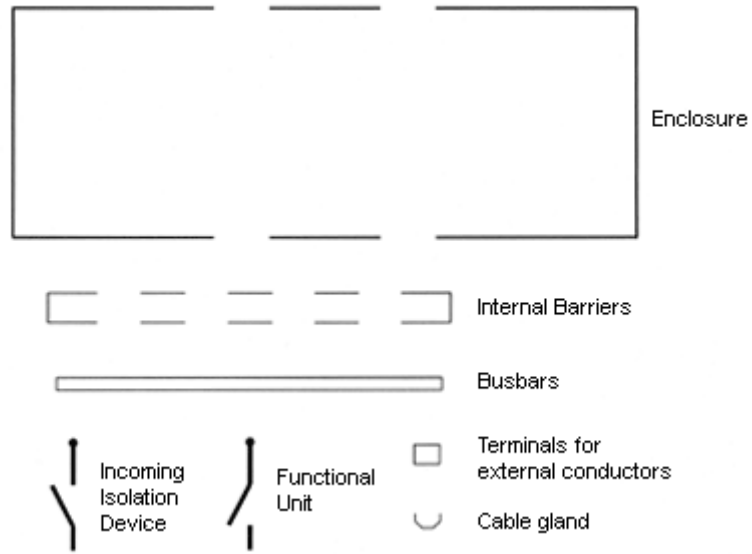 Enclosure
Internal Barriers
Busbars
Incoming
Isolation
Device
Functional
Unit
Terminals for
external conductors
Cable gland